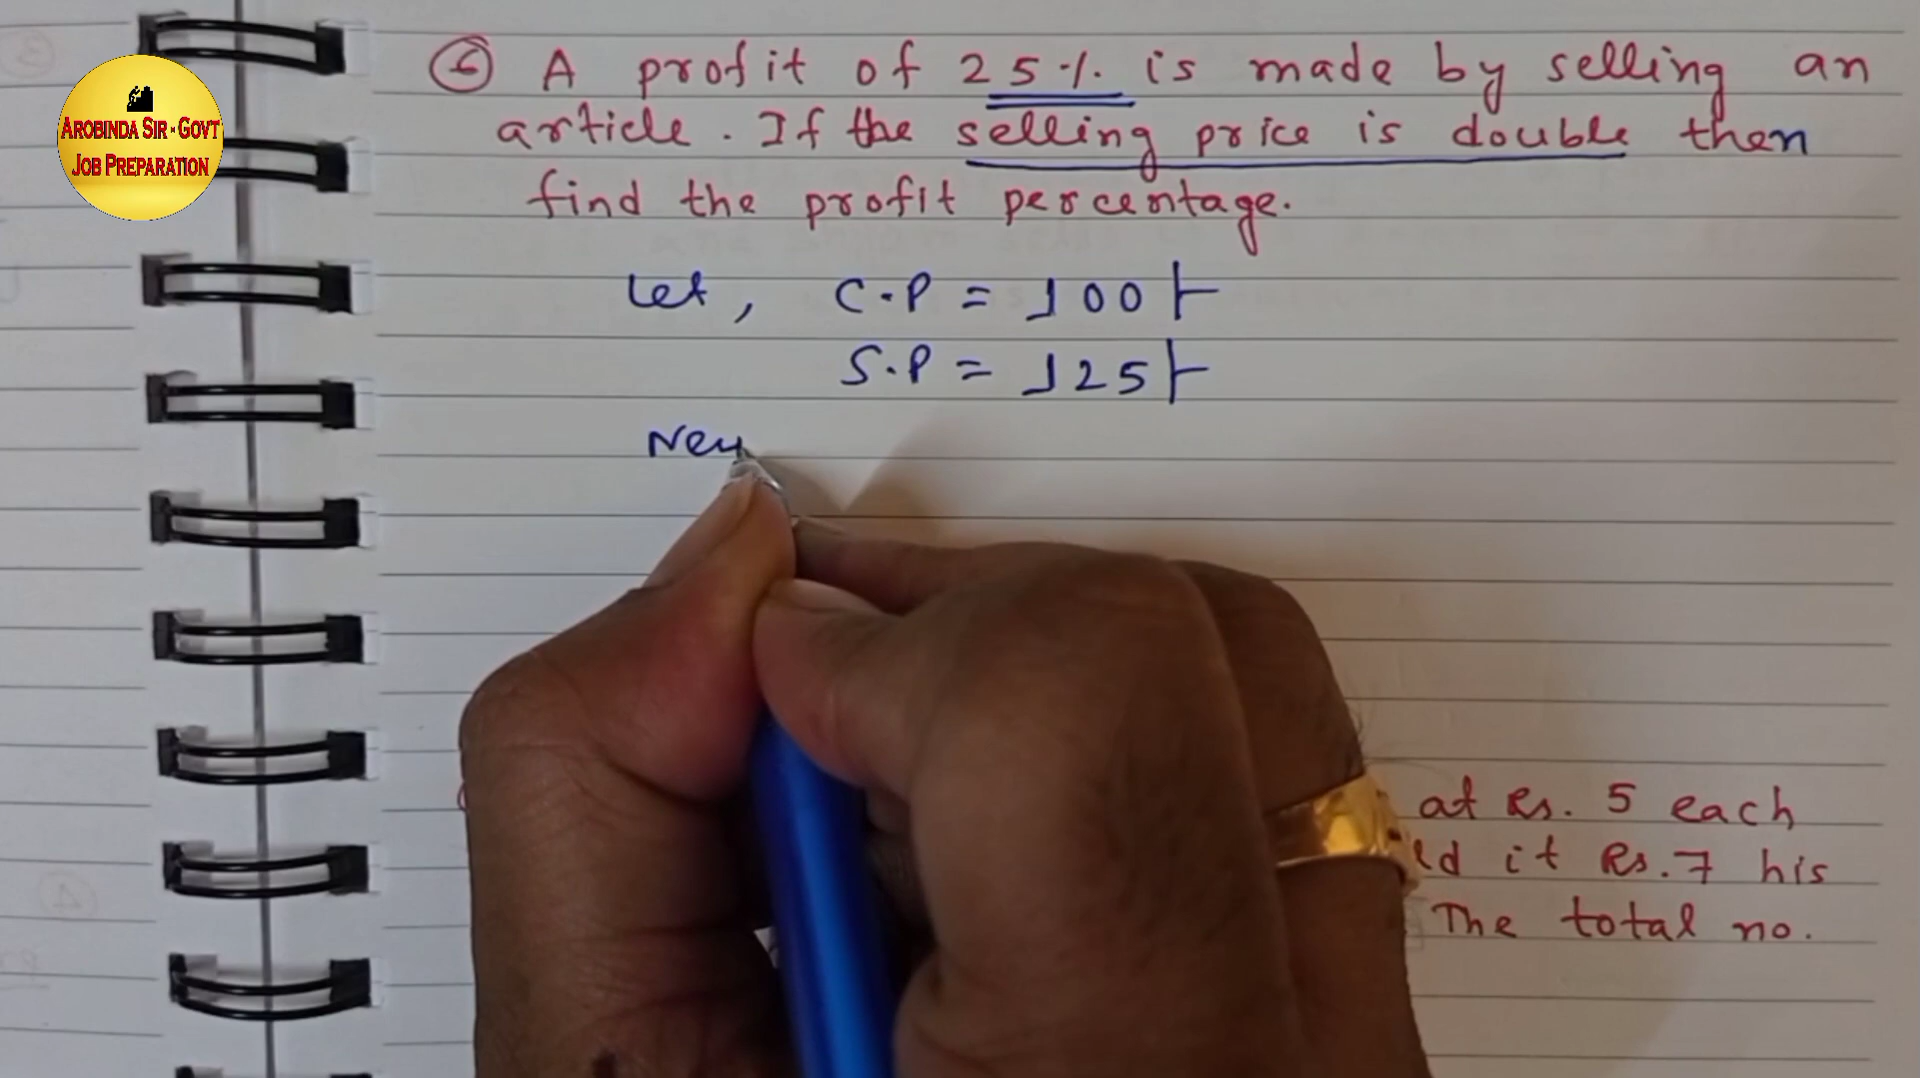 AROBINDA SIR - GOVT
JOB PREPARATION
⑥ A profit of 25% is made by selling an
article. If the selling price is double then
find the profit percentage.
Let, C.P = 100/-
S.P = 125/-
New
at Rs. 5 each
it Rs. 7 his
The total no.